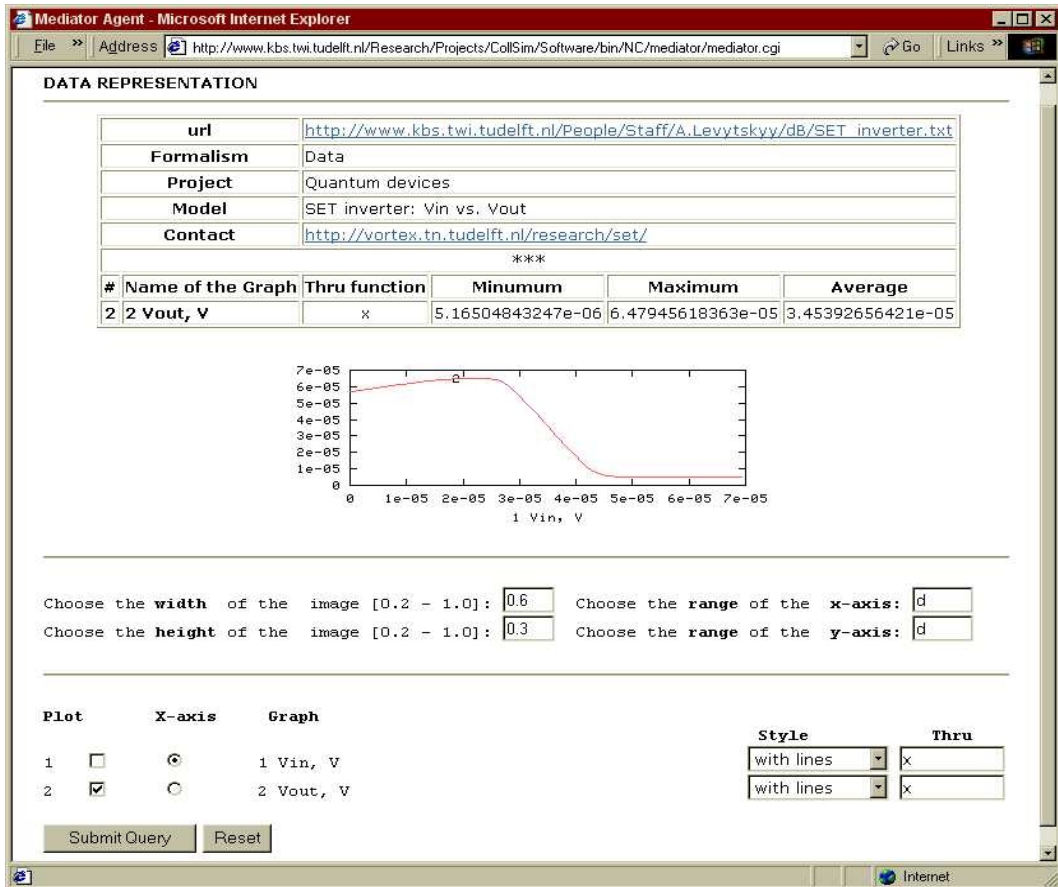 Mediator Agent - Microsoft Internet Explorer
File » Address http://www.kbs.twi.tudelft.nl/Research/Projects/CollSim/Software/bin/NC/mediator/mediator.cgi Go Links »
DATA REPRESENTATION
url http://www.kbs.twi.tudelft.nl/People/Staff/A.Levytskyy/dB/SET_inverter.txt
Formalism Data
Project Quantum devices
Model SET inverter: Vin vs. Vout
Contact http://vortex.tn.tudelft.nl/research/set/
***
# Name of the Graph Thru function Minumum Maximum Average
2 2 Vout, V x 5.16504843247e-06 6.47945618363e-05 3.45392656421e-05
7e-05
6e-05
5e-05
4e-05
3e-05
2e-05
1e-05
0
2
0 1e-05 2e-05 3e-05 4e-05 5e-05 6e-05 7e-05
1 Vin, V
Choose the width of the image [0.2 - 1.0]: 0.6 Choose the range of the x-axis: d
Choose the height of the image [0.2 - 1.0]: 0.3 Choose the range of the y-axis: d
Plot X-axis Graph
Style Thru
1 1 Vin, V with lines x
2 2 Vout, V with lines x
Submit Query Reset
Internet